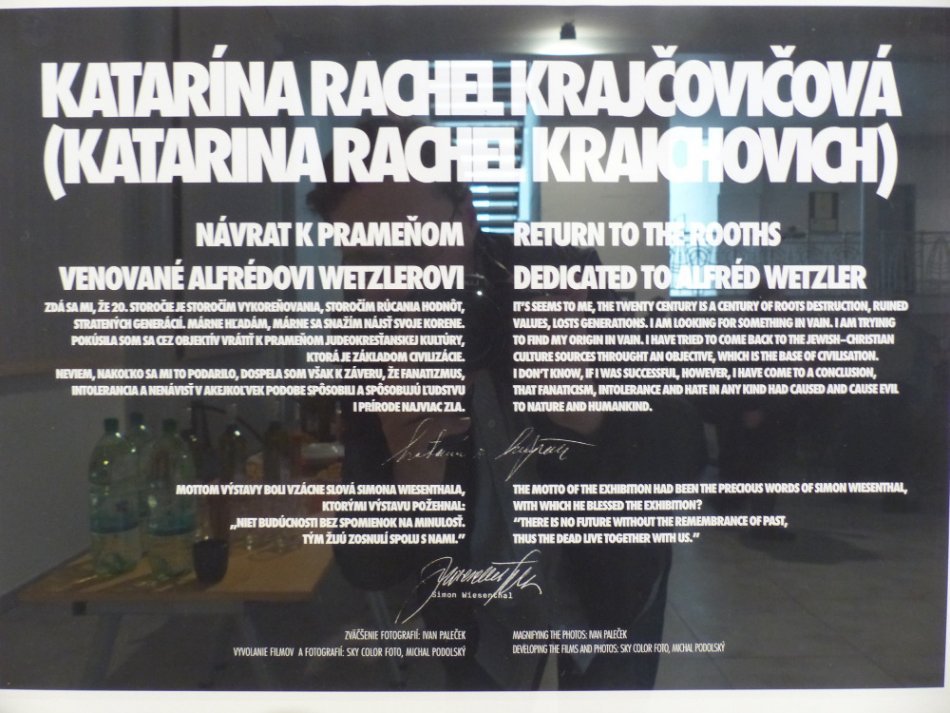 KATARÍNA RACHEL KRAJČOVIČOVÁ
(KATARINA RACHEL KRAICHOVICH)
NÁVRAT K PRAMEŇOM
VENOVANÉ ALFRÉDOVI WETZLEROVI
ZDÁ SA MI, ŽE 20. STOROČIE JE STOROČÍM VYKOREŇOVANIA, STOROČÍM RÚCANIA HODNÔT,
STRATENÝCH GENERÁCIÍ. MÁRNE HĽADÁM, MÁRNE SA SNAŽÍM NÁJSŤ SVOJE KORENE.
POKÚSILA SOM SA CEZ OBJEKTÍV VRÁTIŤ K PRAMEŇOM JUDEOKRESŤANSKEJ KULTÚRY,
KTORÁ JE ZÁKLADOM CIVILIZÁCIE.
NEVIEM, NAKOĽKO SA MI TO PODARILO, DOSPELA SOM VŠAK K ZÁVERU, ŽE FANATIZMUS,
INTOLERANCIA A NENÁVISŤ V AKEJKOĽVEK PODOBE SPÔSOBILI A SPÔSOBUJÚ ĽUDSTVU
I PRÍRODE NAJVIAC ZLA.
RETURN TO THE ROOTHS
DEDICATED TO ALFRÉD WETZLER
IT'S SEEMS TO ME, THE TWENTY CENTURY IS A CENTURY OF ROOTS DESTRUCTION, RUINED
VALUES, LOSTS GENERATIONS. I AM LOOKING FOR SOMETHING IN VAIN. I AM TRYING
TO FIND MY ORIGIN IN VAIN. I HAVE TRIED TO COME BACK TO THE JEWISH–CHRISTIAN
CULTURE SOURCES THROUGHT AN OBJECTIVE, WHICH IS THE BASE OF CIVILISATION.
I DON'T KNOW, IF I WAS SUCCESSFUL, HOWEVER, I HAVE COME TO A CONCLUSION,
THAT FANATICISM, INTOLERANCE AND HATE IN ANY KIND HAD CAUSED AND CAUSE EVIL
TO NATURE AND HUMANKIND.
MOTTOM VÝSTAVY BOLI VZÁCNE SLOVÁ SIMONA WIESENTHALA,
KTORÝMI VÝSTAVU POŽEHNAL:
„NIET BUDÚCNOSTI BEZ SPOMIENOK NA MINULOSŤ.
TÝM ŽIJÚ ZOSNULÍ SPOLU S NAMI.“
THE MOTTO OF THE EXHIBITION HAD BEEN THE PRECIOUS WORDS OF SIMON WIESENTHAL,
WITH WHICH HE BLESSED THE EXHIBITION?
“THERE IS NO FUTURE WITHOUT THE REMEMBRANCE OF PAST,
THUS THE DEAD LIVE TOGETHER WITH US.”
Simon Wiesenthal
ZVÄČŠENIE FOTOGRAFIÍ: IVAN PALEČEK
VYVOLANIE FILMOV A FOTOGRAFIÍ: SKY COLOR FOTO, MICHAL PODOLSKÝ
MAGNIFYING THE PHOTOS: IVAN PALEČEK
DEVELOPING THE FILMS AND PHOTOS: SKY COLOR FOTO, MICHAL PODOLSKÝ